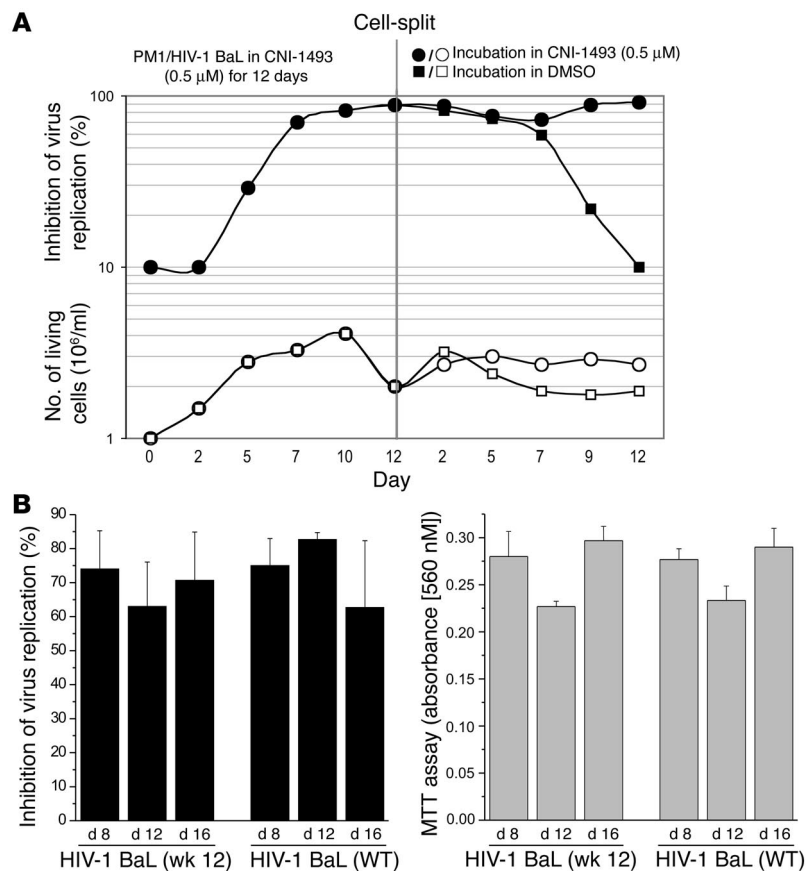 A
Cell-split
PM1/HIV-1 BaL in CNI-1493
(0.5 μM) for 12 days
●/○ Incubation in CNI-1493 (0.5 μM)
■/□ Incubation in DMSO
Inhibition of virus
replication (%)
100
10
No. of living
cells (10⁶/ml)
1
0 2 5 7 10 12 2 5 7 9 12
Day
B
Inhibition of virus replication (%)
90
80
70
60
50
40
30
20
10
0
d 8 d 12 d 16 d 8 d 12 d 16
HIV-1 BaL (wk 12) HIV-1 BaL (WT)
MTT assay (absorbance [560 nM])
0.30
0.25
0.20
0.15
0.10
0.05
0.00
d 8 d 12 d 16 d 8 d 12 d 16
HIV-1 BaL (wk 12) HIV-1 BaL (WT)